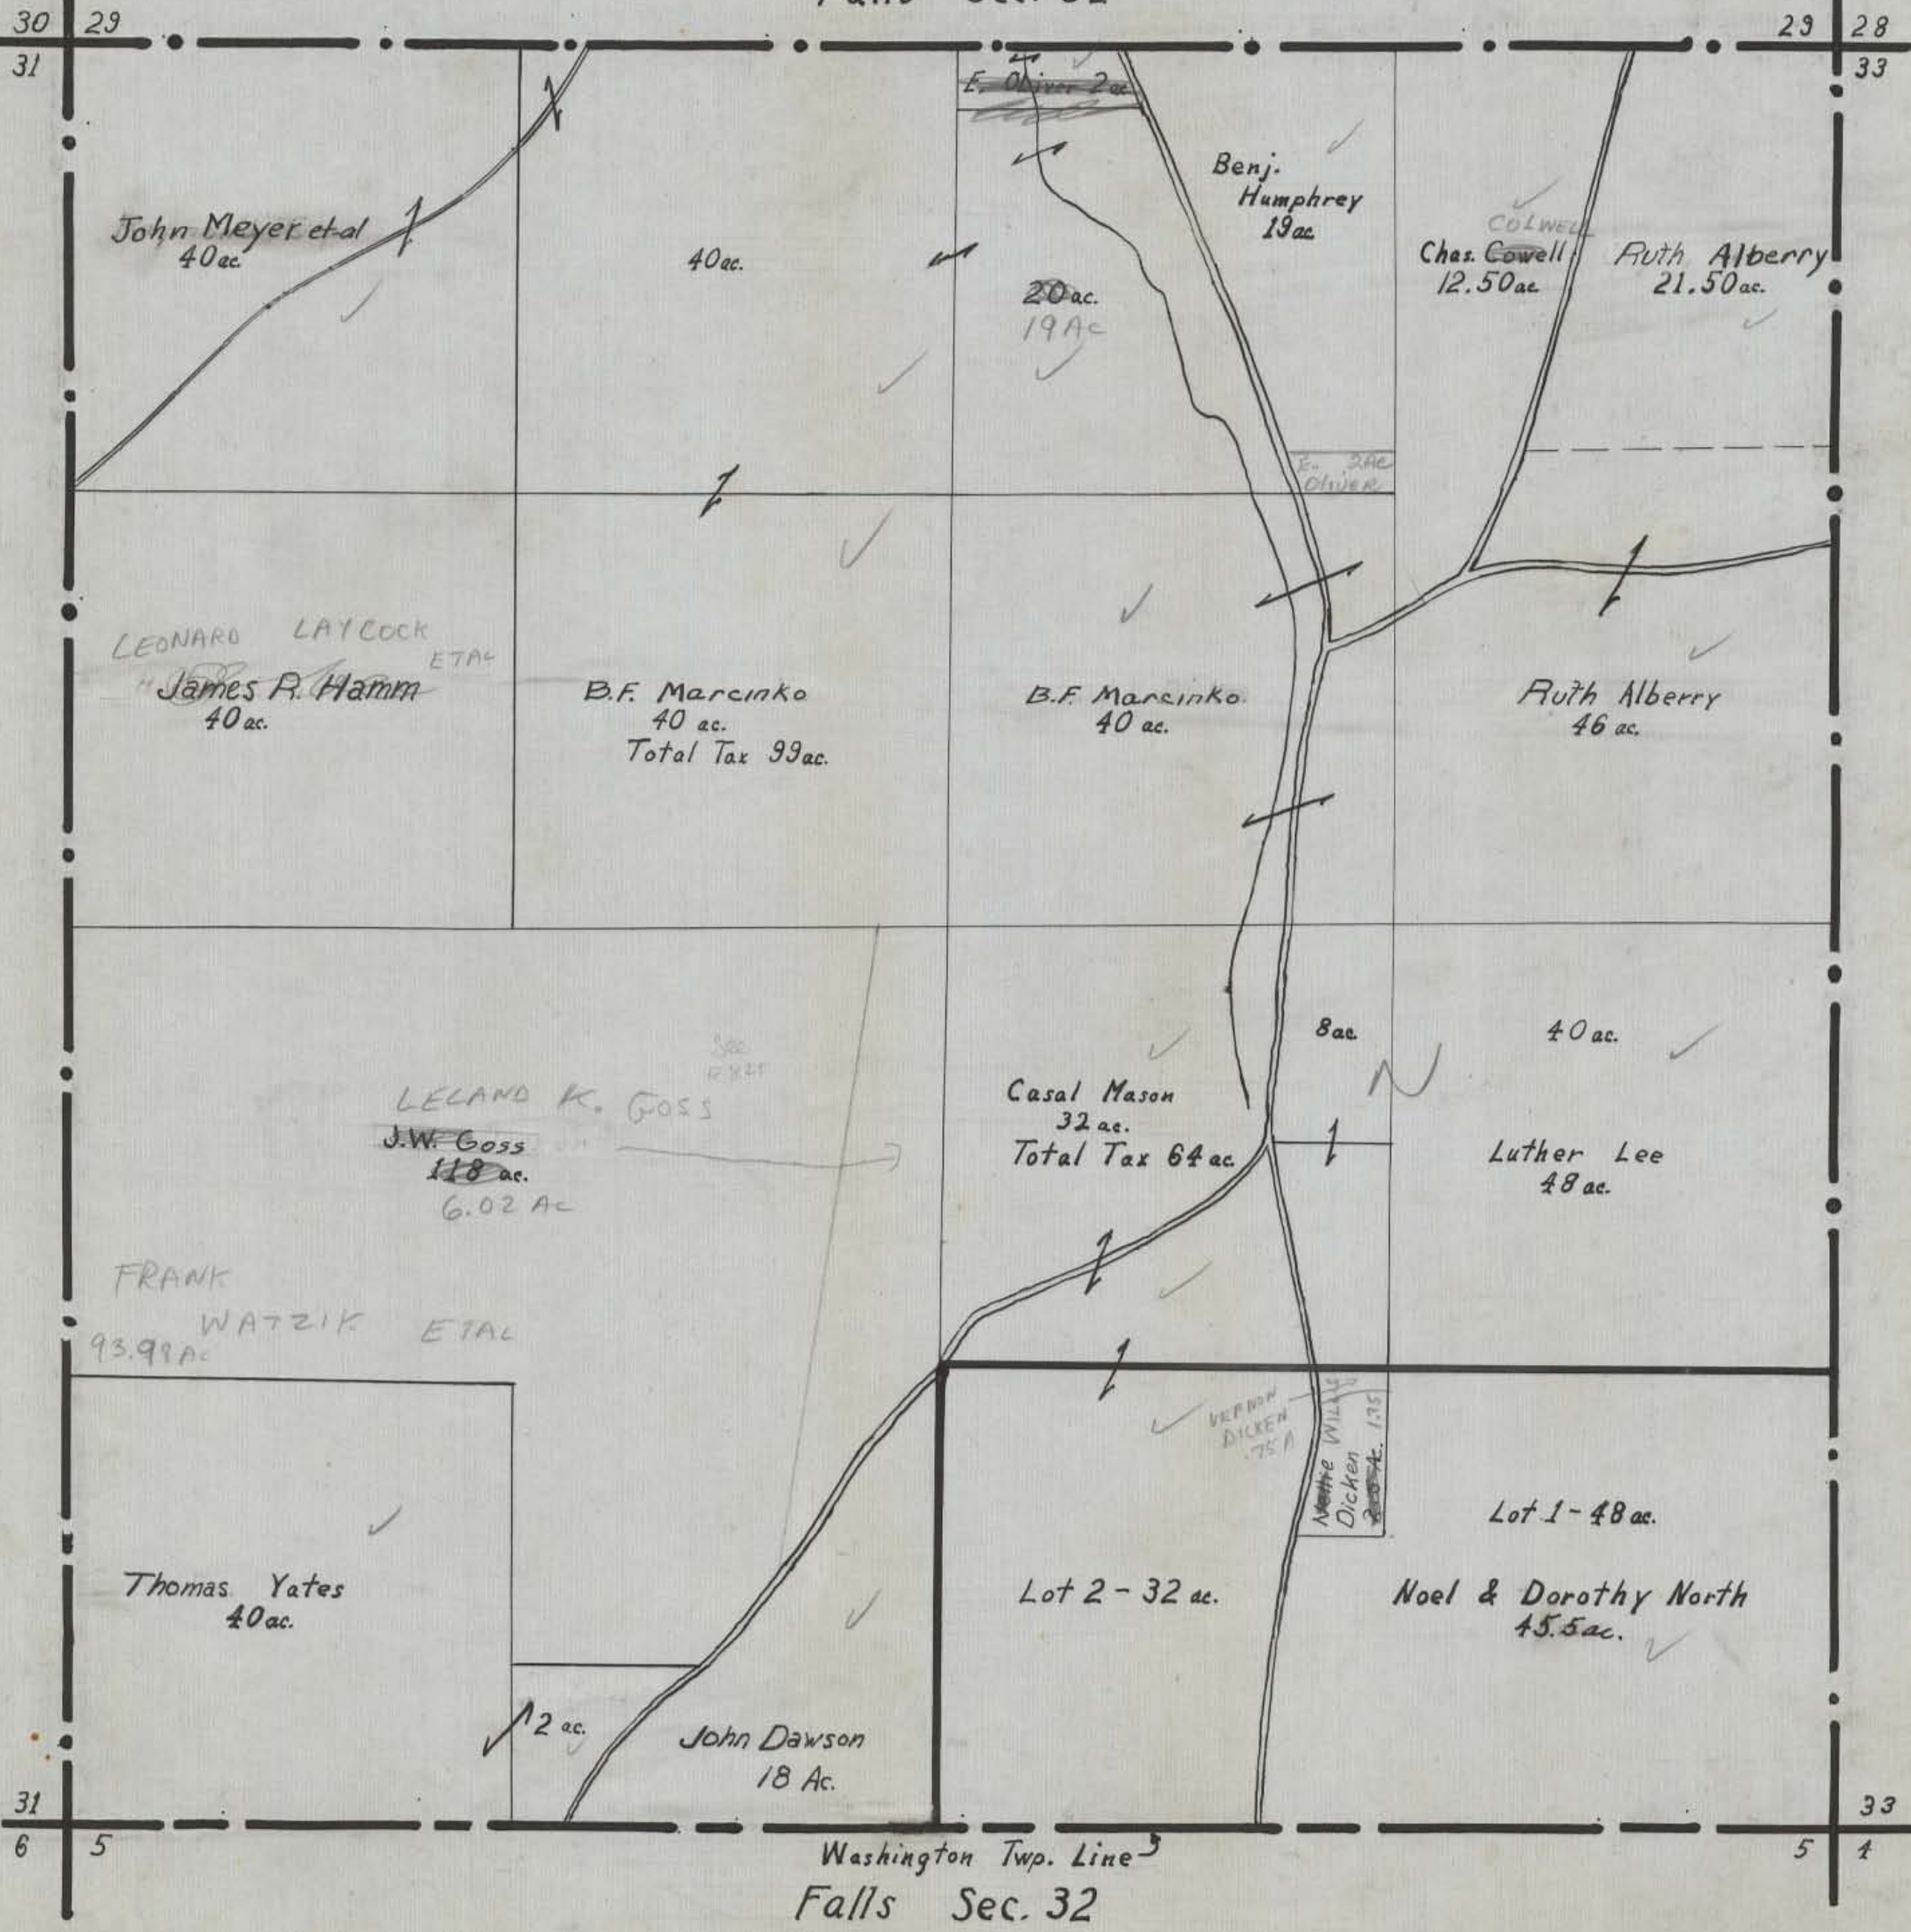 30 29
29 28
31
33
E. Oliver 2 ac
Benj.
Humphrey
19 ac.
John Meyer et al
40 ac.
40 ac.
20 ac.
19 AC
COLWELL
Chas. Cowell
12.50 ac
Ruth Alberry
21.50 ac.
E. 2AC
OLIVER
LEONARD LAYCOCK
ETAL
James R. Hamm
40 ac.
B.F. Marcinko
40 ac.
Total Tax 99 ac.
B.F. Marcinko
40 ac.
Ruth Alberry
46 ac.
See
LELAND K. GOSS
J.W. Goss
118 ac.
6.02 AC
Casal Mason
32 ac.
Total Tax 64 ac.
8 ac.
N
40 ac.
Luther Lee
48 ac.
FRANK
WATZIK ETAL
93.98 AC
VERNON
DICKEN
.75 A
Nellie
Dicken
1.35
Lot 1 - 48 ac.
Thomas Yates
40 ac.
Lot 2 - 32 ac.
Noel & Dorothy North
45.5 ac.
2 ac.
John Dawson
18 Ac.
31
33
6 5
5 4
Washington Twp. Line
Falls Sec. 32